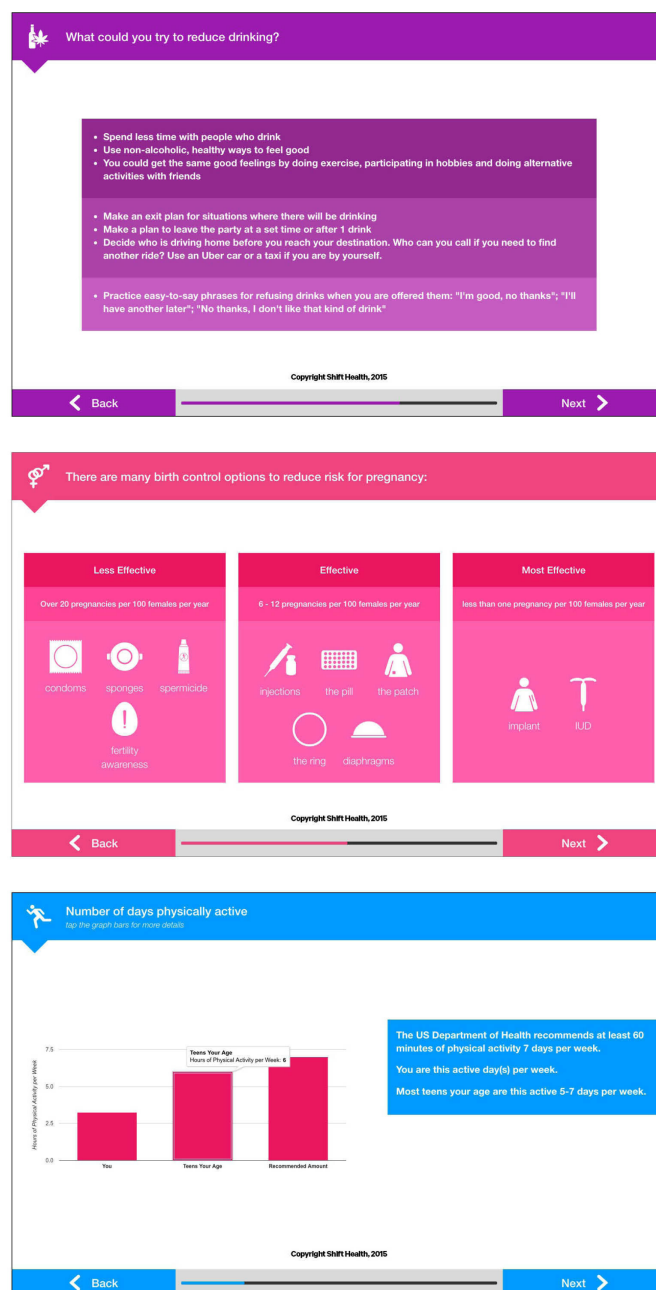 What could you try to reduce drinking?
• Spend less time with people who drink
• Use non-alcoholic, healthy ways to feel good
• You could get the same good feelings by doing exercise, participating in hobbies and doing alternative
activities with friends
• Make an exit plan for situations where there will be drinking
• Make a plan to leave the party at a set time or after 1 drink
• Decide who is driving home before you reach your destination. Who can you call if you need to find
another ride? Use an Uber car or a taxi if you are by yourself.
• Practice easy-to-say phrases for refusing drinks when you are offered them: "I'm good, no thanks"; "I'll
have another later"; "No thanks, I don't like that kind of drink"
Copyright Shift Health, 2015
Back
Next
There are many birth control options to reduce risk for pregnancy:
Less Effective
Over 20 pregnancies per 100 females per year
condoms
sponges
spermicide
fertility
awareness
Effective
6 - 12 pregnancies per 100 females per year
injections
the pill
the patch
the ring
diaphragms
Most Effective
less than one pregnancy per 100 females per year
implant
IUD
Copyright Shift Health, 2015
Back
Next
Number of days physically active
tap the graph bars for more details
Hours of Physical Activity per Week
7.5
5.0
2.5
0.0
Teens Your Age
Hours of Physical Activity per Week: 6
You
Teens Your Age
Recommended Amount
The US Department of Health recommends at least 60
minutes of physical activity 7 days per week.
You are this active day(s) per week.
Most teens your age are this active 5-7 days per week.
Copyright Shift Health, 2015
Back
Next